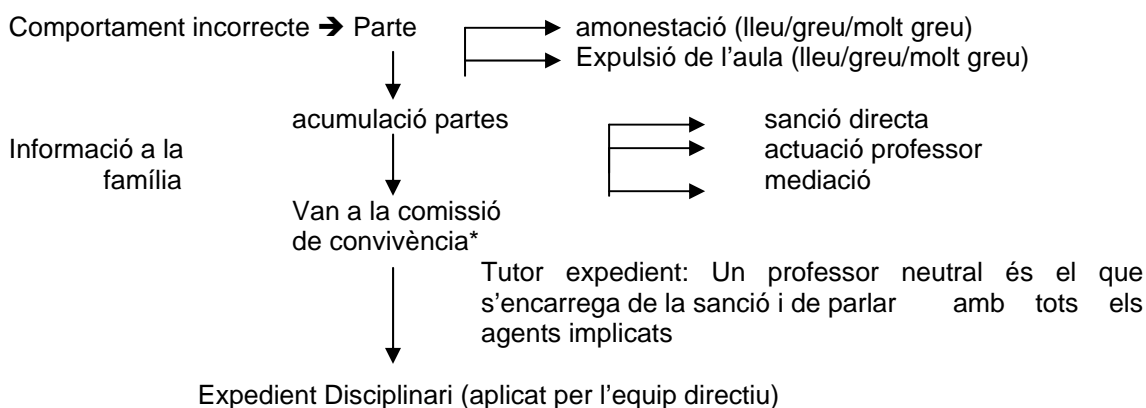 Comportament incorrecte ➔ Parte
amonestació (lleu/greu/molt greu)
Expulsió de l'aula (lleu/greu/molt greu)
acumulació partes
sanció directa
Informació a la
família
actuació professor
mediació
Van a la comissió
de convivència*
Tutor expedient: Un professor neutral és el que
s'encarrega de la sanció i de parlar amb tots els
agents implicats
Expedient Disciplinari (aplicat per l'equip directiu)